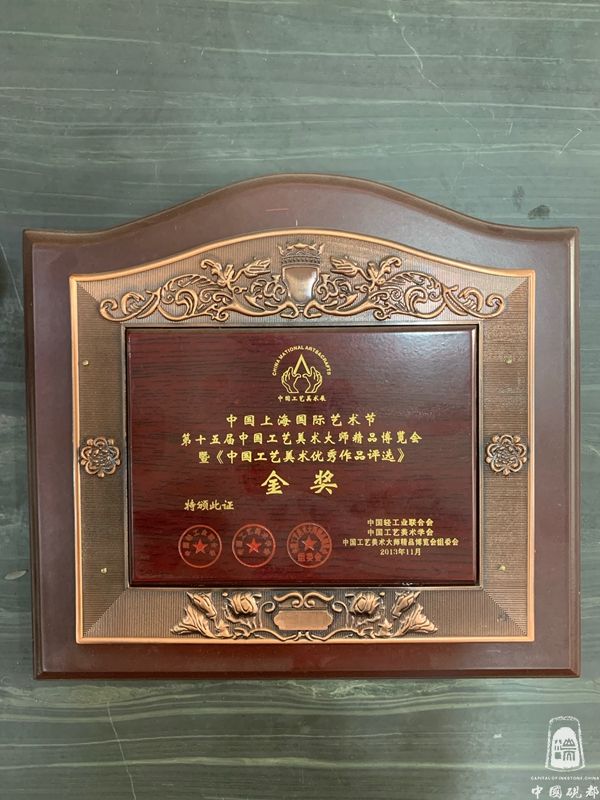 CHINA NATIONAL ARTS&CRAFTS
中国工艺美术展
中国上海国际艺术节
第十五届中国工艺美术大师精品博览会
暨《中国工艺美术优秀作品评选》
金奖
特颁此证
中国轻工业联合会
中国工艺美术学会
中国工艺美术大师精品博览会组委会
2013年11月
CAPITAL OF INKSTONE, CHINA
中國硯都